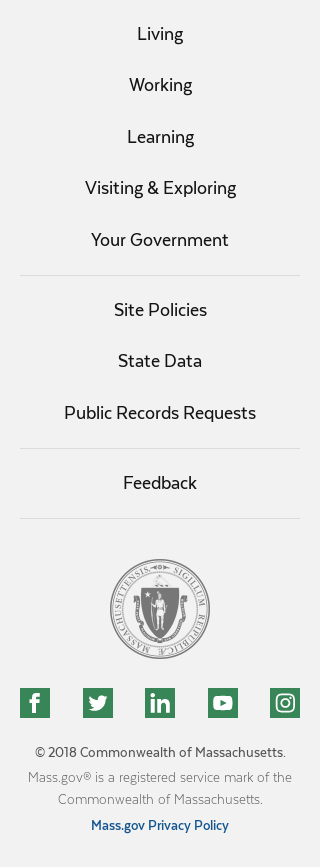 Living
Working
Learning
Visiting & Exploring
Your Government
Site Policies
State Data
Public Records Requests
Feedback
SIGILLUM REIPUBLICÆ MASSACHUSETTENSIS
© 2018 Commonwealth of Massachusetts.
Mass.gov® is a registered service mark of the
Commonwealth of Massachusetts.
Mass.gov Privacy Policy